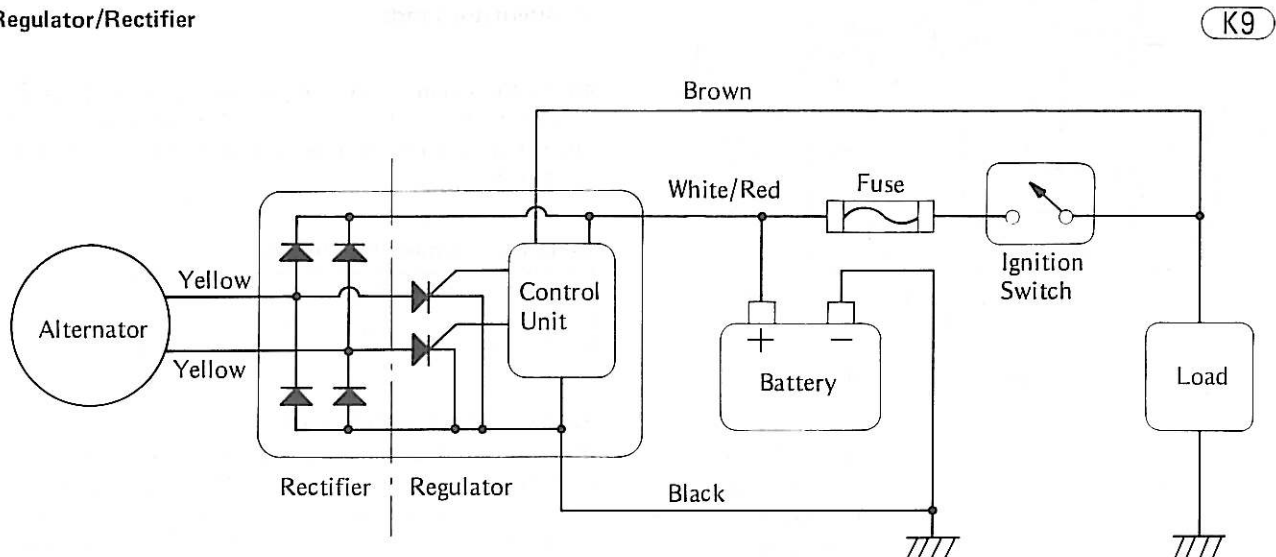 Regulator/Rectifier
K9
Brown
White/Red
Fuse
Ignition
Switch
Yellow
Alternator
Yellow
Control
Unit
+ −
Battery
Load
Rectifier
Regulator
Black